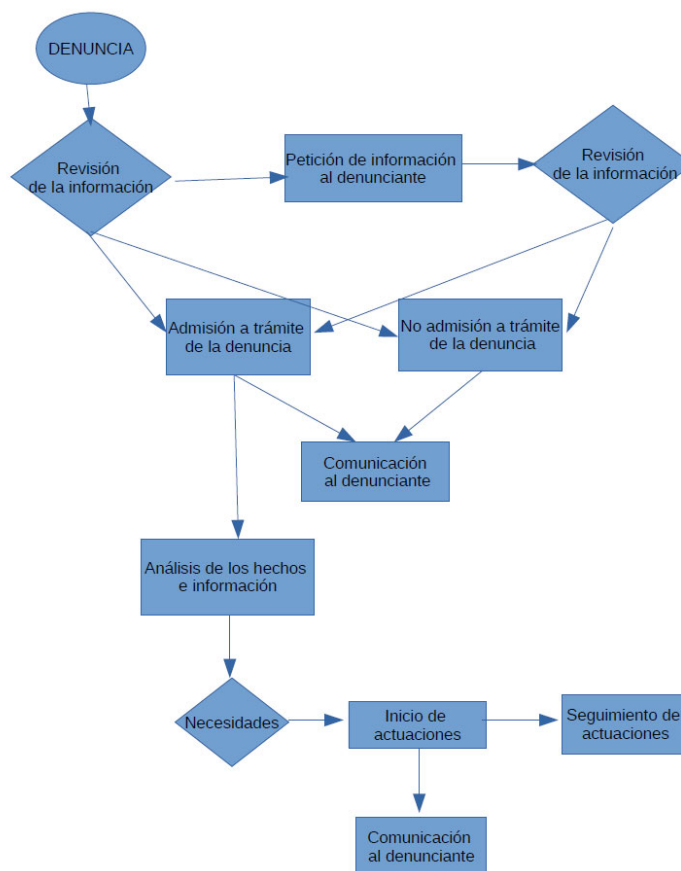 DENUNCIA
Revisión
de la información
Petición de información
al denunciante
Revisión
de la información
Admisión a trámite
de la denuncia
No admisión a trámite
de la denuncia
Comunicación
al denunciante
Análisis de los hechos
e información
Necesidades
Inicio de
actuaciones
Seguimiento de
actuaciones
Comunicación
al denunciante